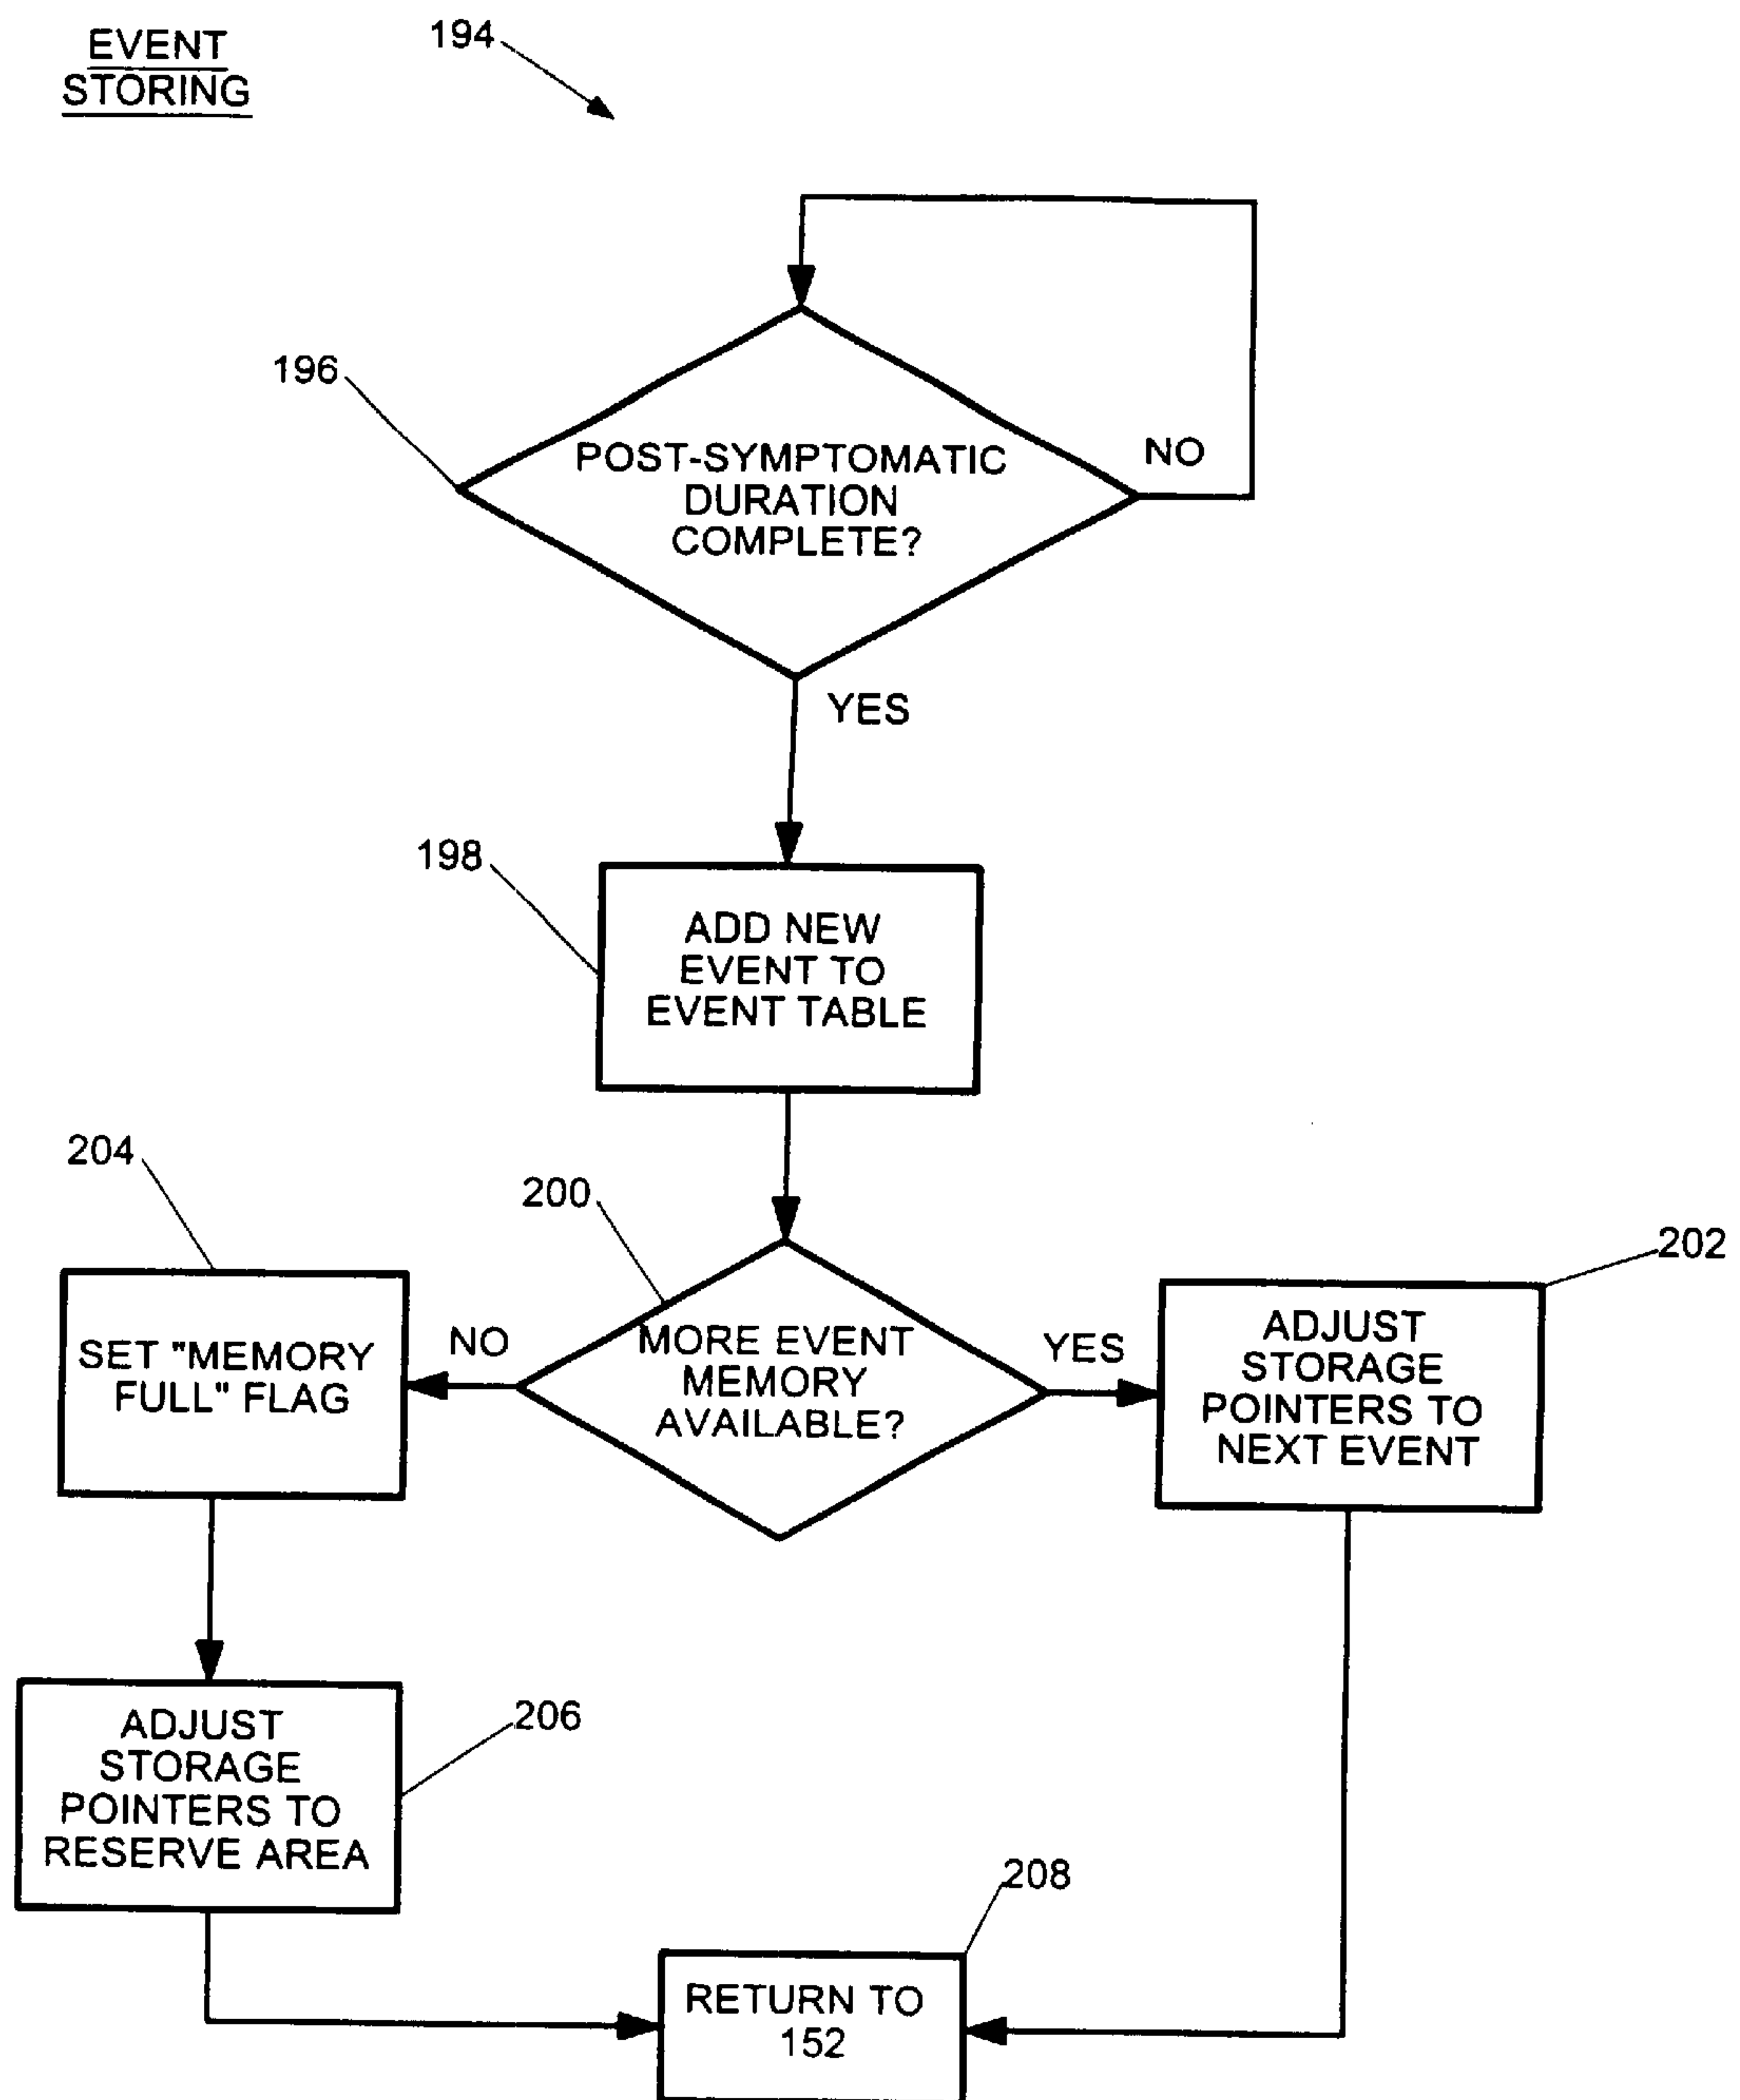 EVENT
STORING
194
196
POST-SYMPTOMATIC
DURATION
COMPLETE?
NO
YES
198
ADD NEW
EVENT TO
EVENT TABLE
204
200
202
SET "MEMORY
FULL" FLAG
NO
MORE EVENT
MEMORY
AVAILABLE?
YES
ADJUST
STORAGE
POINTERS TO
NEXT EVENT
ADJUST
STORAGE
POINTERS TO
RESERVE AREA
206
208
RETURN TO
152